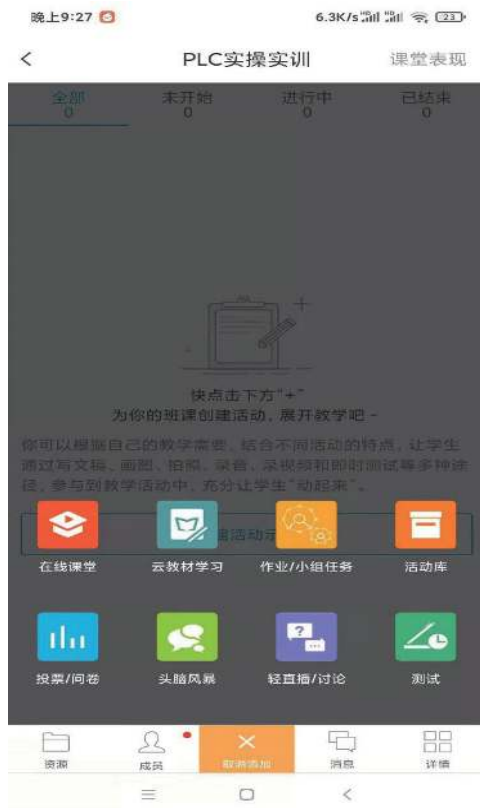 晚上9:27 6.3K/s HD HD 23
PLC实操实训 课堂表现
全部 未开始 进行中 已结束
0 0 0 0
快点击下方"+"
为你的班课创建活动，展开教学吧~
你可以根据自己的教学需要，结合不同活动的特点，让学生
通过写文稿、画图、拍照、录音、录视频和即时测试等多种途
径，参与到教学活动中，充分让学生"动起来"。
建活动示
在线课堂 云教材学习 作业/小组任务 活动库
投票/问卷 头脑风暴 轻直播/讨论 测试
资源 成员 取消添加 消息 详情